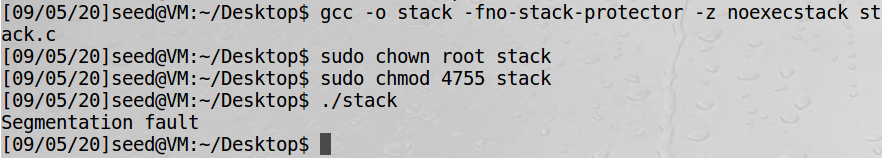 [09/05/20]seed@VM:~/Desktop$ gcc -o stack -fno-stack-protector -z noexecstack st
ack.c
[09/05/20]seed@VM:~/Desktop$ sudo chown root stack
[09/05/20]seed@VM:~/Desktop$ sudo chmod 4755 stack
[09/05/20]seed@VM:~/Desktop$ ./stack
Segmentation fault
[09/05/20]seed@VM:~/Desktop$